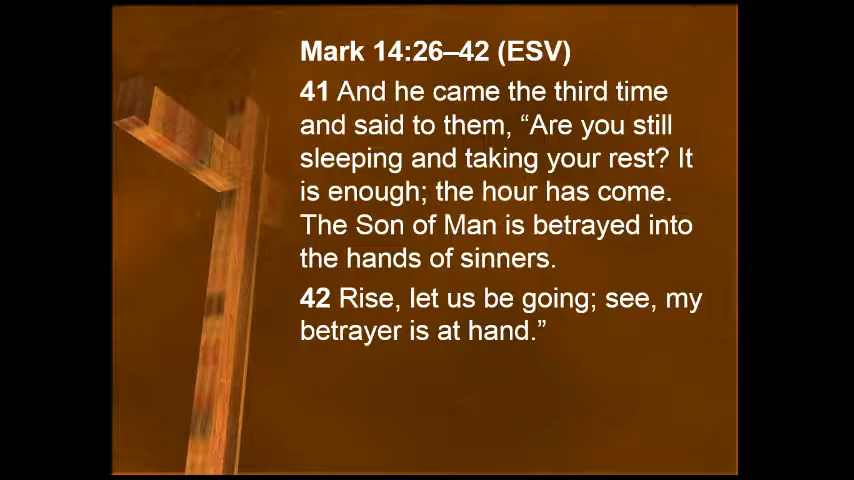 Mark 14:26–42 (ESV)
41 And he came the third time
and said to them, “Are you still
sleeping and taking your rest? It
is enough; the hour has come.
The Son of Man is betrayed into
the hands of sinners.
42 Rise, let us be going; see, my
betrayer is at hand.”